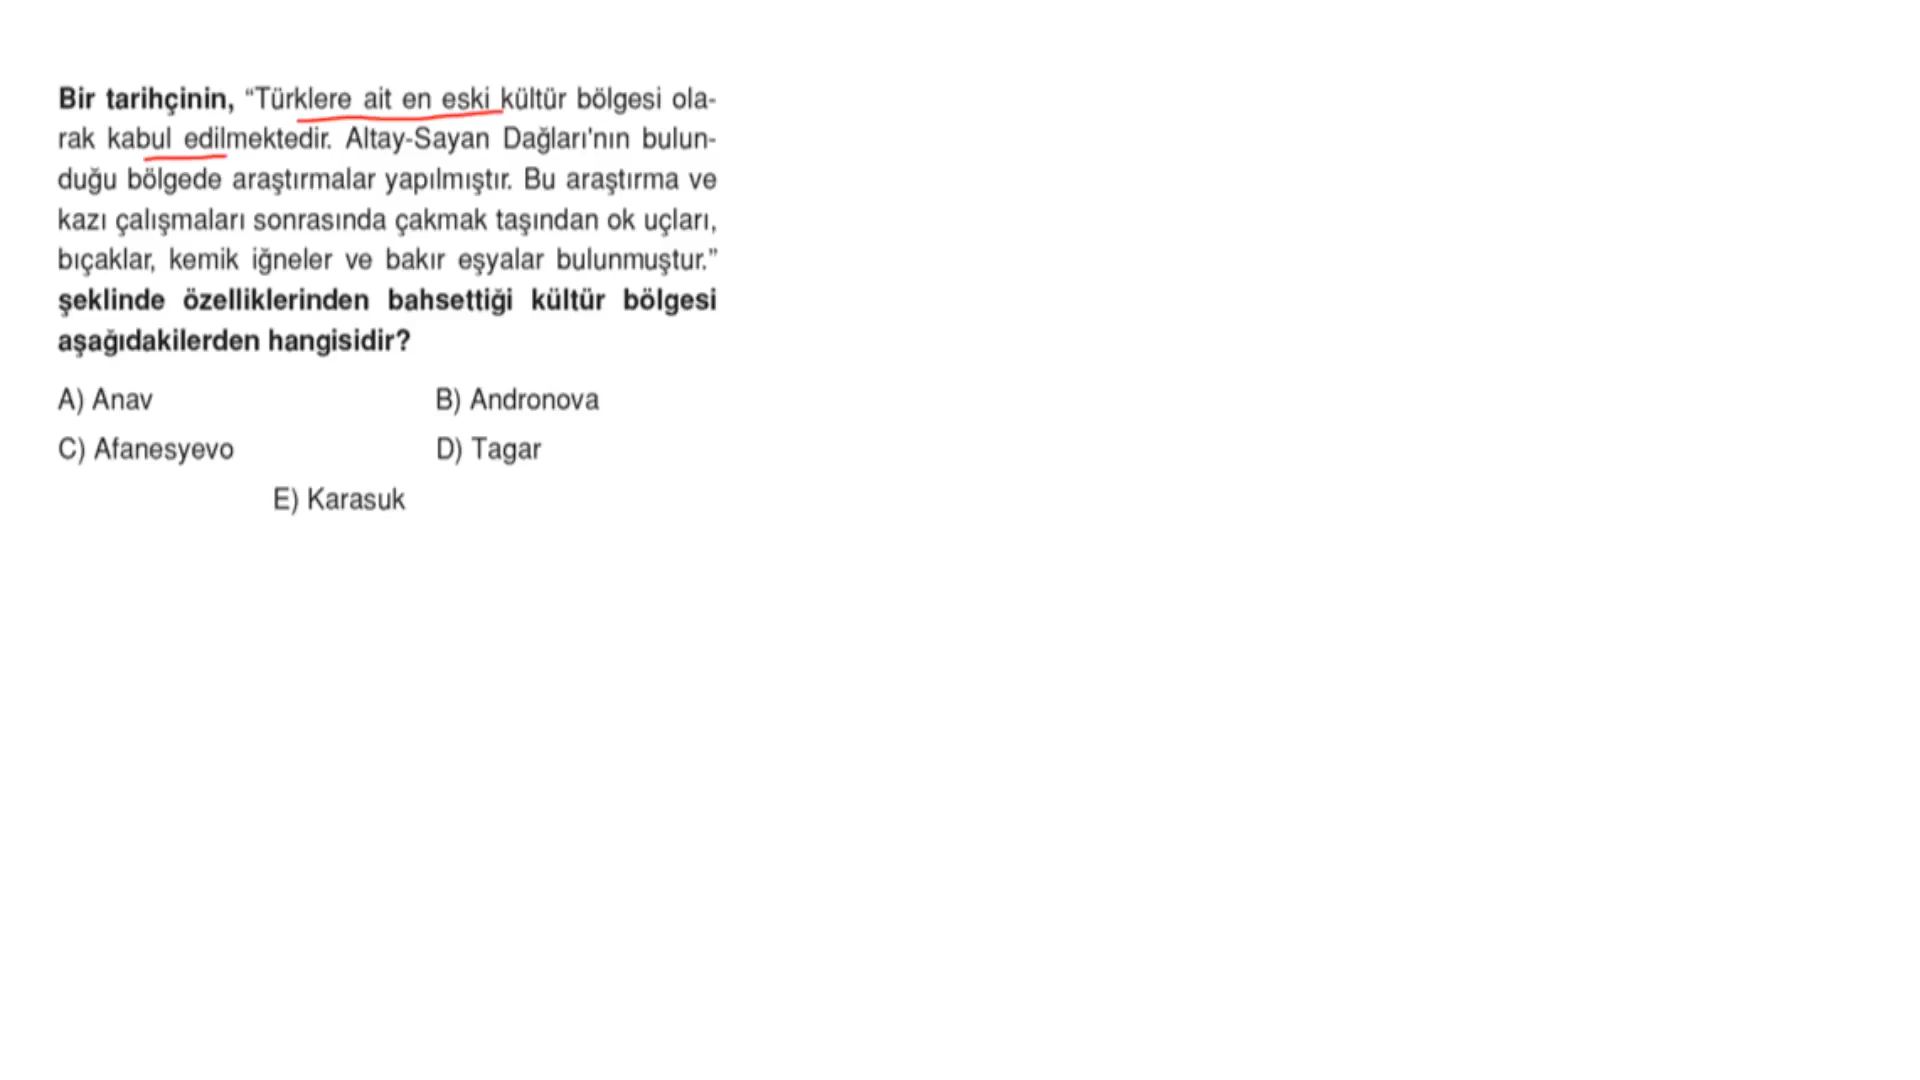 Bir tarihçinin, “Türklere ait en eski kültür bölgesi ola-
rak kabul edilmektedir. Altay-Sayan Dağları'nın bulun-
duğu bölgede araştırmalar yapılmıştır. Bu araştırma ve
kazı çalışmaları sonrasında çakmak taşından ok uçları,
bıçaklar, kemik iğneler ve bakır eşyalar bulunmuştur.”
şeklinde özelliklerinden bahsettiği kültür bölgesi
aşağıdakilerden hangisidir?
A) Anav B) Andronova
C) Afanesyevo D) Tagar
E) Karasuk